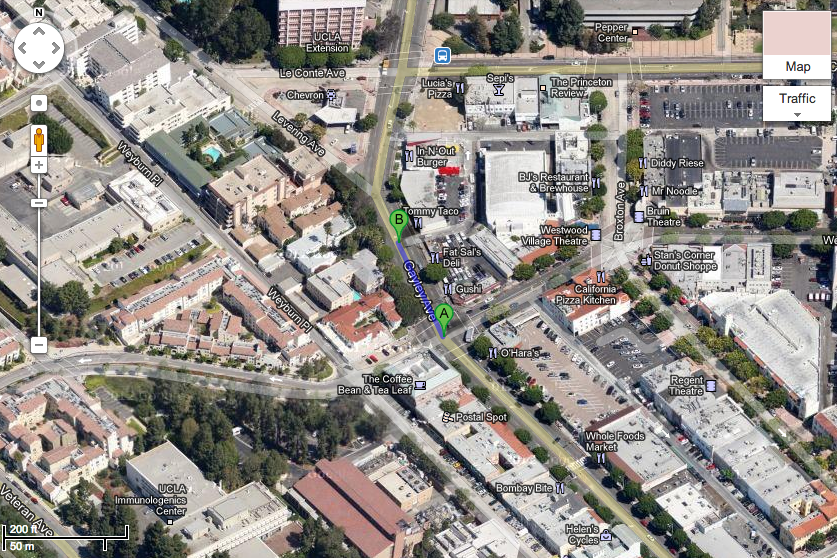 N
UCLA
Extension
Pepper
Center
Map
Le Conte Ave
Traffic
Chevron
Lucia's
Pizza
Sepi's
The Princeton
Review
Levering Ave
Weyburn Pl
In-N-Out
Burger
Diddy Riese
BJ's Restaurant
& Brewhouse
Mr Noodle
Broxton Ave
Bruin
Theatre
Tommy Taco
B
Westwood
Village Theatre
Fat Sal's
Deli
Stan's Corner
Donut Shoppe
We
Gayley Ave
Gushi
California
Pizza Kitchen
Weyburn Pl
A
O'Hara's
The Coffee
Bean & Tea Leaf
Regent
Theatre
Postal Spot
Whole Foods
Market
UCLA
Immunologenics
Center
Bombay Bite
Veteran Ave
Helen's
Cycles
200 ft
50 m